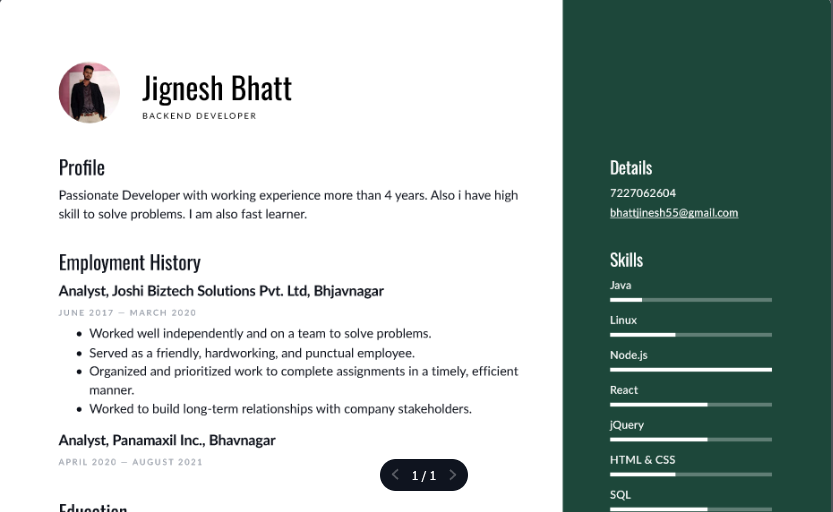 Jignesh Bhatt
BACKEND DEVELOPER
Profile
Passionate Developer with working experience more than 4 years. Also i have high
skill to solve problems. I am also fast learner.
Employment History
Analyst, Joshi Biztech Solutions Pvt. Ltd, Bhjavnagar
JUNE 2017 — MARCH 2020
• Worked well independently and on a team to solve problems.
• Served as a friendly, hardworking, and punctual employee.
• Organized and prioritized work to complete assignments in a timely, efficient
manner.
• Worked to build long-term relationships with company stakeholders.
Analyst, Panamaxil Inc., Bhavnagar
APRIL 2020 — AUGUST 2021
Education
Details
7227062604
bhattjinesh55@gmail.com
Skills
Java
Linux
Node.js
React
jQuery
HTML & CSS
SQL
1 / 1